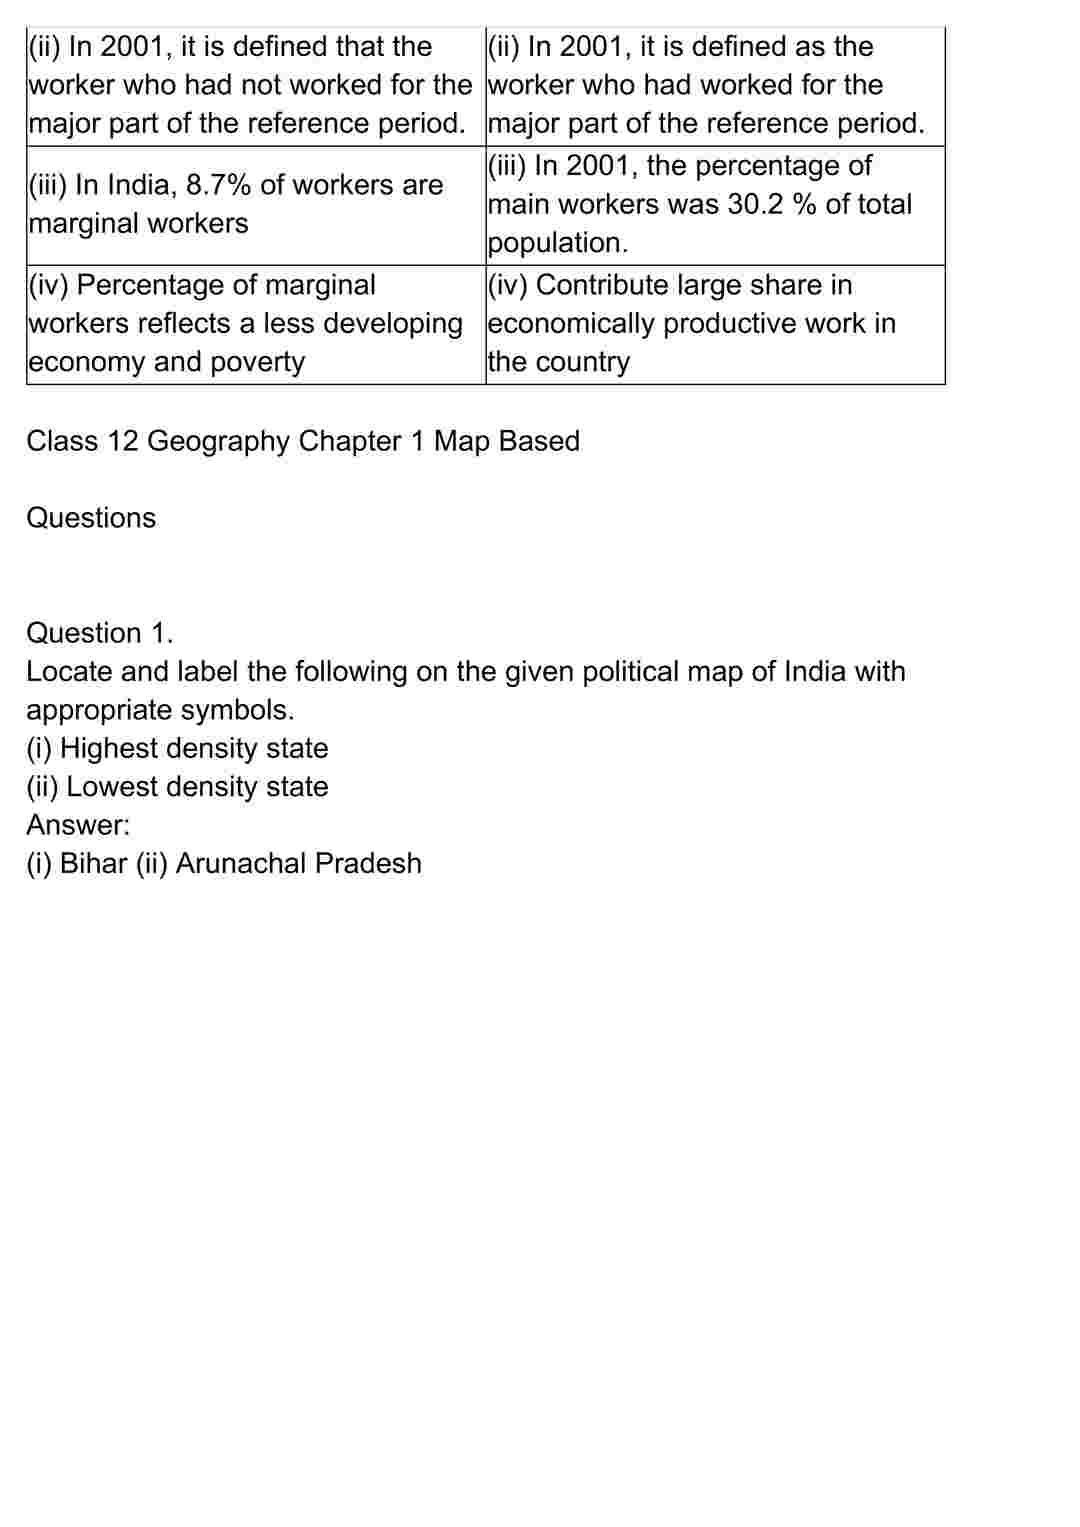 (ii) In 2001, it is defined that the
worker who had not worked for the
major part of the reference period.
(ii) In 2001, it is defined as the
worker who had worked for the
major part of the reference period.
(iii) In India, 8.7% of workers are
marginal workers
(iii) In 2001, the percentage of
main workers was 30.2 % of total
population.
(iv) Percentage of marginal
workers reflects a less developing
economy and poverty
(iv) Contribute large share in
economically productive work in
the country
Class 12 Geography Chapter 1 Map Based
Questions
Question 1.
Locate and label the following on the given political map of India with
appropriate symbols.
(i) Highest density state
(ii) Lowest density state
Answer:
(i) Bihar (ii) Arunachal Pradesh